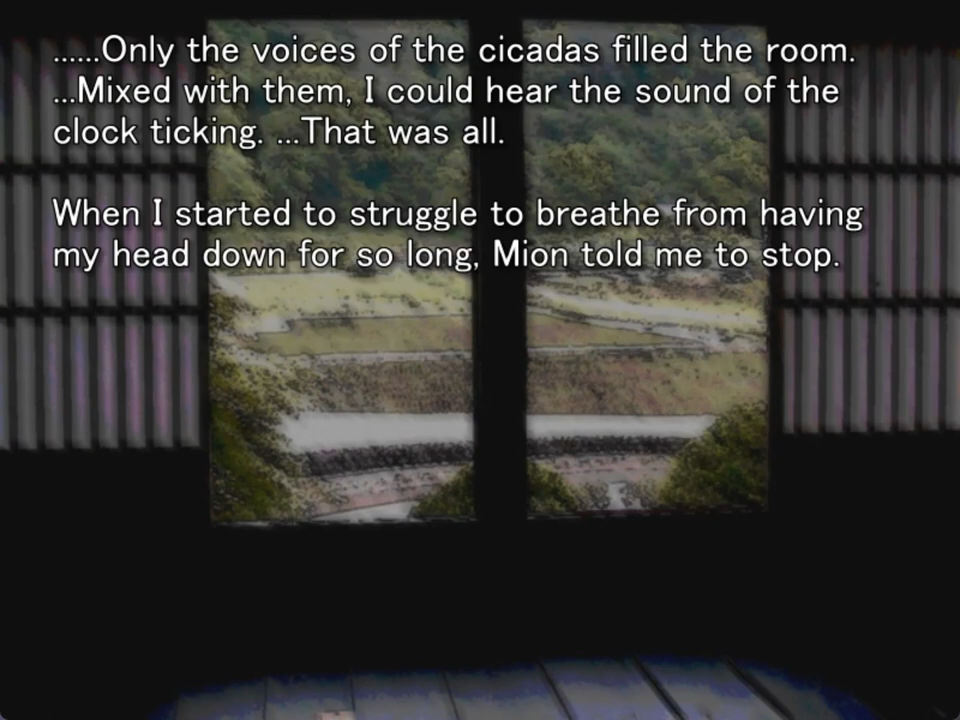 ......Only the voices of the cicadas filled the room.
...Mixed with them, I could hear the sound of the
clock ticking. ...That was all.
When I started to struggle to breathe from having
my head down for so long, Mion told me to stop.